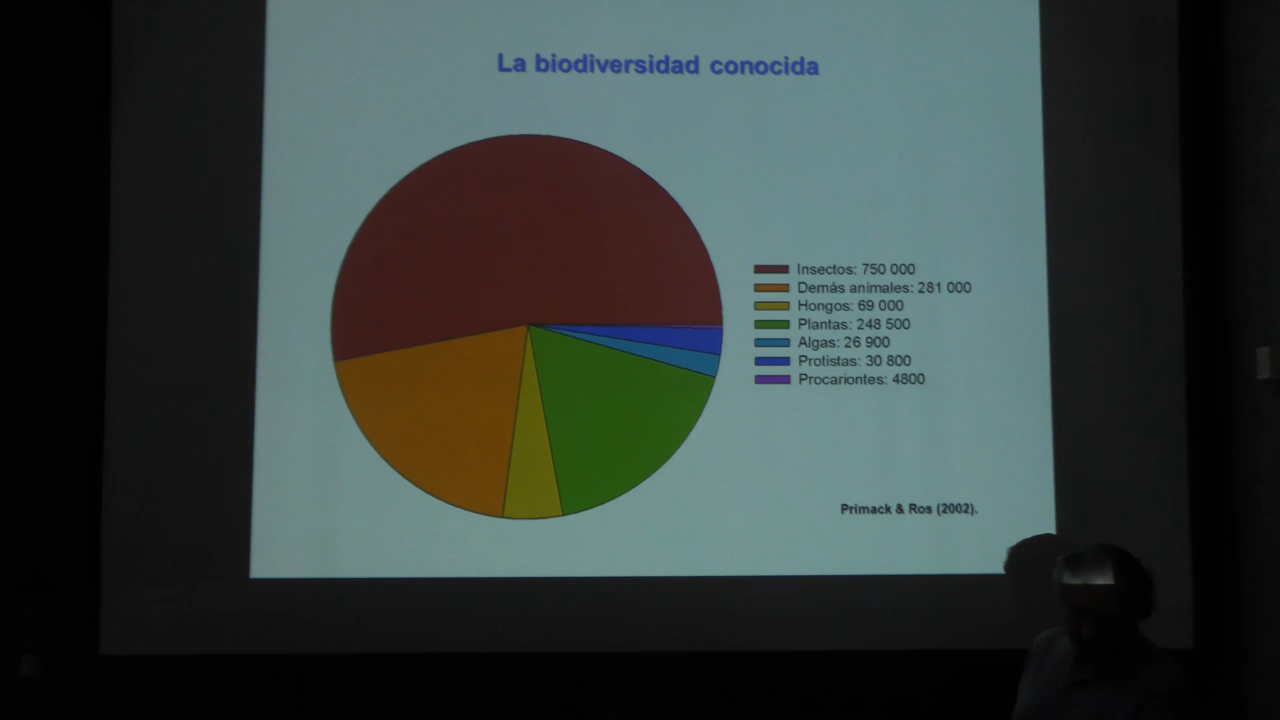 La biodiversidad conocida
Insectos: 750 000
Demás animales: 281 000
Hongos: 69 000
Plantas: 248 500
Algas: 26 900
Protistas: 30 800
Procariontes: 4800
Primack & Ros (2002).